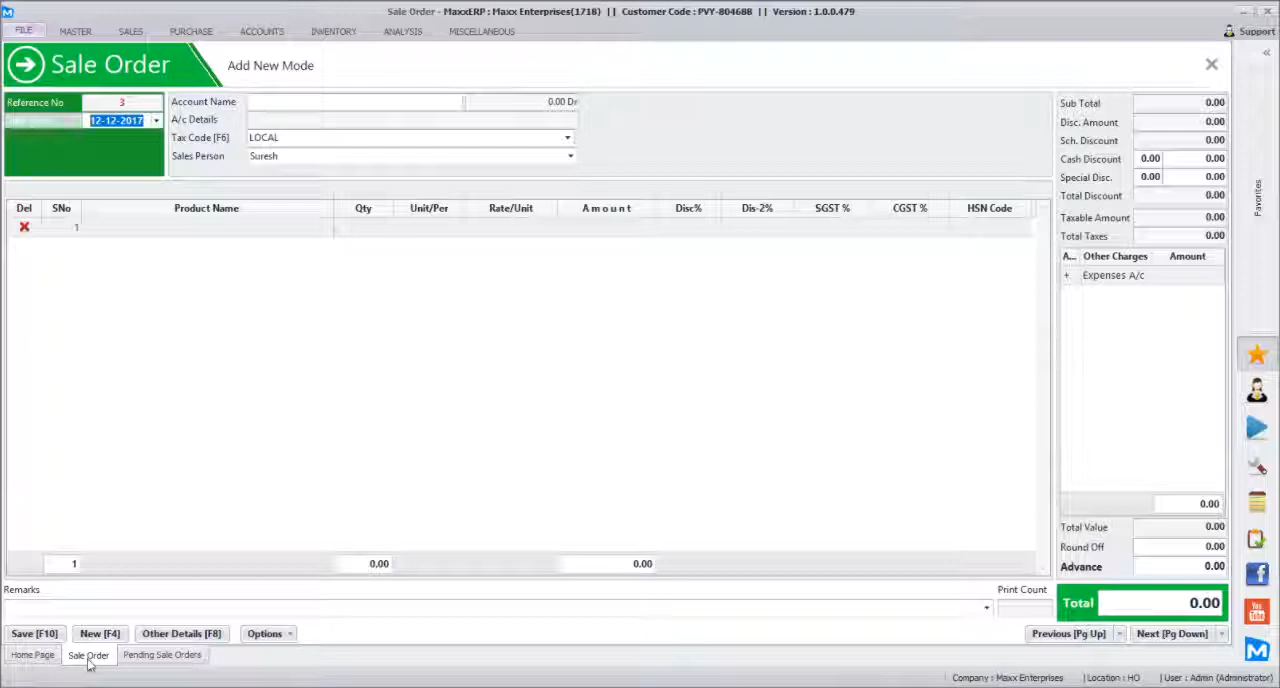 Sale Order - MaxxERP : Maxx Enterprises(1718) || Customer Code : PVY-80468B || Version : 1.0.0.479
FILE MASTER SALES PURCHASE ACCOUNTS INVENTORY ANALYSIS MISCELLANEOUS Support
Sale Order Add New Mode
Reference No 3 Account Name 0.00 Dr
12-12-2017 A/c Details
Tax Code [F6] LOCAL
Sales Person Suresh
Sub Total 0.00
Disc. Amount 0.00
Sch. Discount 0.00
Cash Discount 0.00 0.00
Special Disc. 0.00 0.00
Total Discount 0.00
Taxable Amount 0.00
Total Taxes 0.00
Favorites
Del SNo Product Name Qty Unit/Per Rate/Unit Amount Disc% Dis-2% SGST % CGST % HSN Code
1
A... Other Charges Amount
+ Expenses A/c
0.00
Total Value 0.00
Round Off 0.00
Advance 0.00
1 0.00 0.00
Remarks Print Count
Total 0.00
Save [F10] New [F4] Other Details [F8] Options Previous [Pg Up] Next [Pg Down]
Home Page Sale Order Pending Sale Orders
Company : Maxx Enterprises | Location : HO | User : Admin (Administrator)
You Tube
f
M